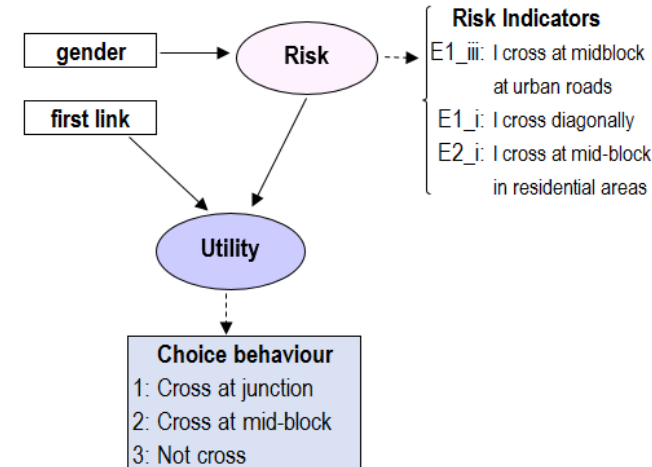 gender
first link
Risk
Risk Indicators
E1_iii: I cross at midblock
at urban roads
E1_i: I cross diagonally
E2_i: I cross at mid-block
in residential areas
Utility
Choice behaviour
1: Cross at junction
2: Cross at mid-block
3: Not cross